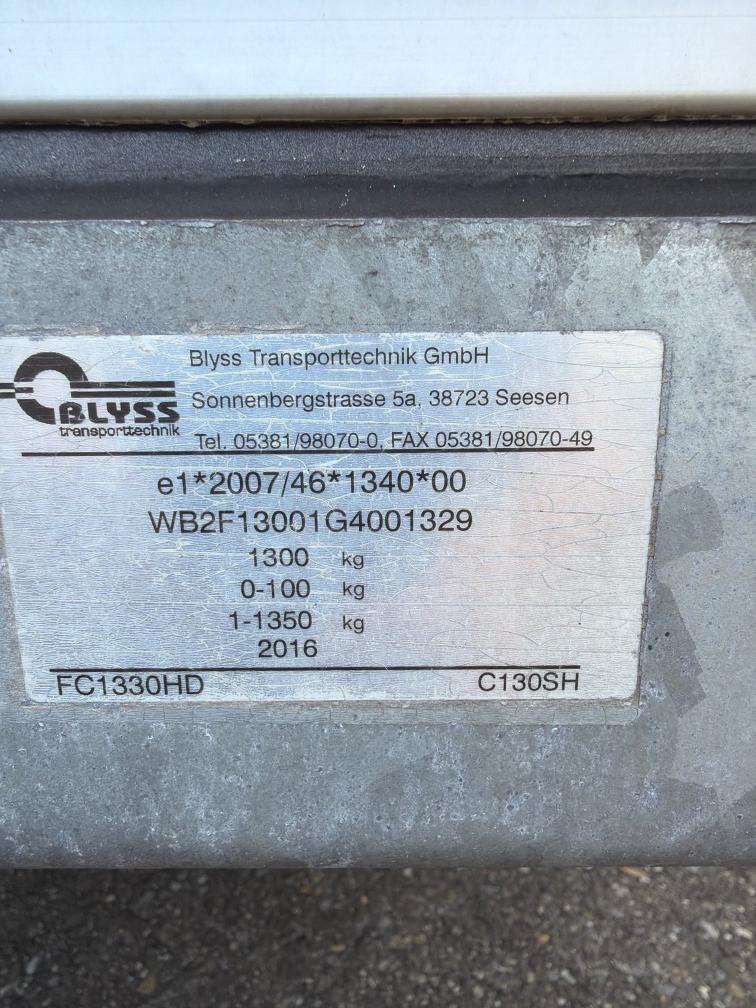 Blyss Transporttechnik GmbH
BLYSS
transporttechnik
Sonnenbergstrasse 5a, 38723 Seesen
Tel. 05381/98070-0, FAX 05381/98070-49
e1*2007/46*1340*00
WB2F13001G4001329
1300 kg
0-100 kg
1-1350 kg
2016
FC1330HD C130SH